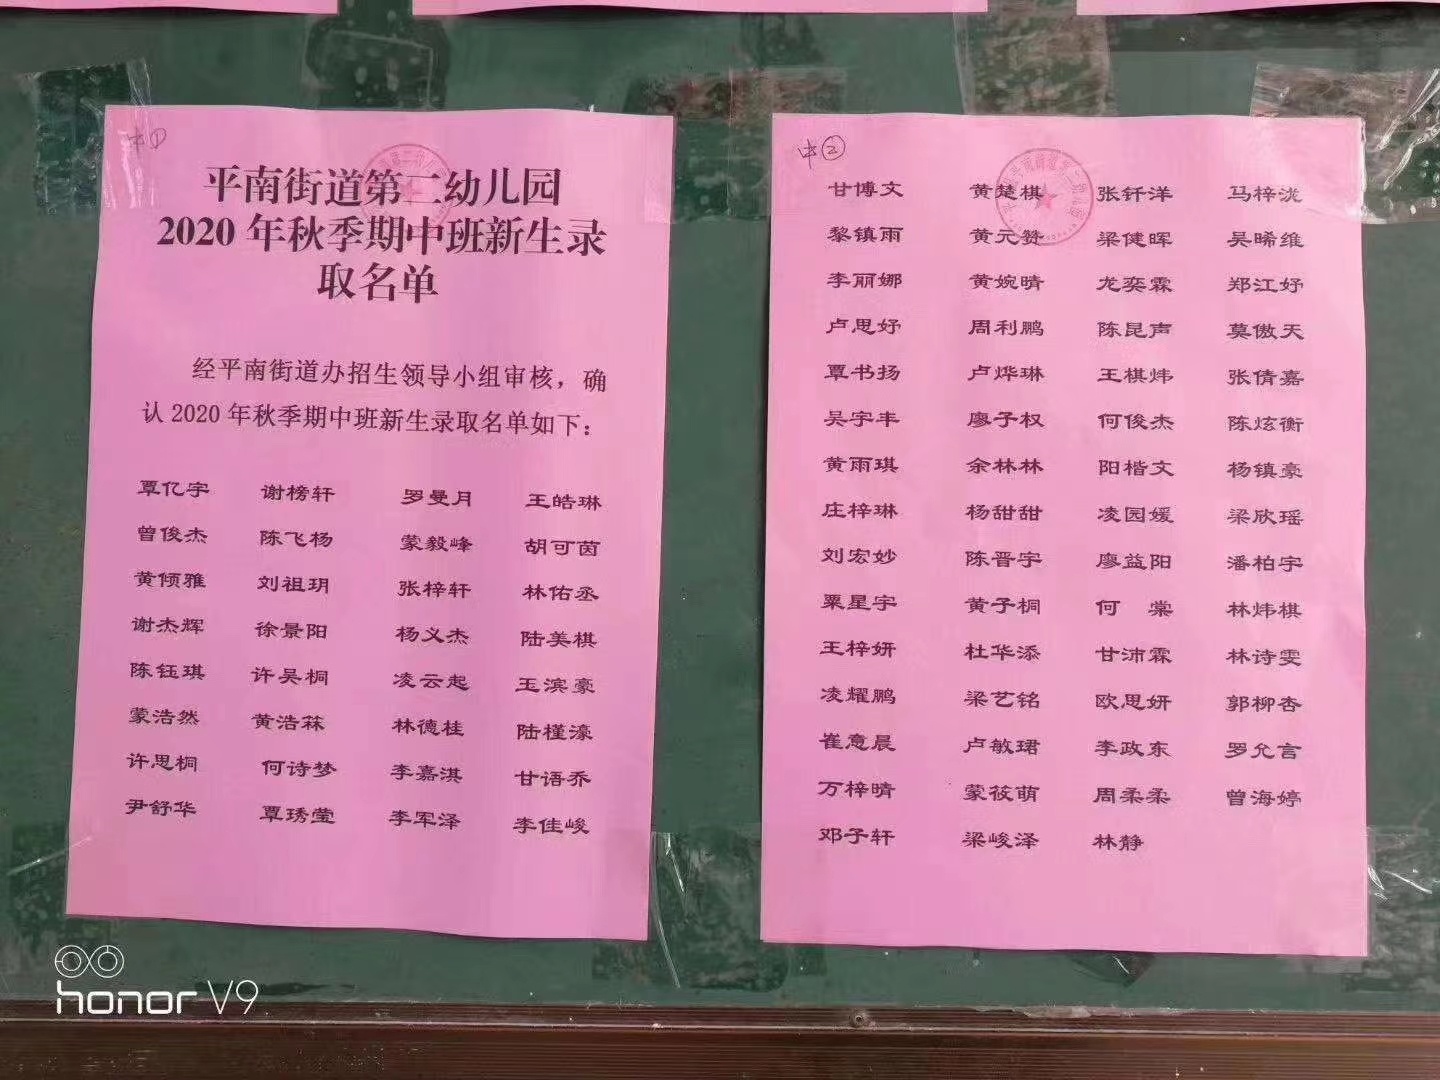 中①
平南街道第二幼儿园
2020年秋季期中班新生录
取名单
经平南街道办招生领导小组审核，确
认2020年秋季期中班新生录取名单如下：
覃亿宇 谢榜轩 罗曼月 王皓琳
曾俊杰 陈飞杨 蒙毅峰 胡可茵
黄倾雅 刘祖玥 张梓轩 林佑丞
谢杰辉 徐景阳 杨义杰 陆美棋
陈钰琪 许吴桐 凌云起 玉滨豪
蒙浩然 黄浩菻 林德桂 陆槿濠
许思桐 何诗梦 李嘉淇 甘语乔
尹舒华 覃琇莹 李军泽 李佳峻
中②
甘博文 黄楚棋 张钎洋 马梓泷
黎镇雨 黄元赞 梁健晖 吴晞维
李丽娜 黄婉晴 龙奕霖 郑江妤
卢思妤 周利鹏 陈昆声 莫傲天
覃书扬 卢烨琳 王棋炜 张倩嘉
吴宇丰 廖子权 何俊杰 陈炫衡
黄雨琪 余林林 阳楷文 杨镇豪
庄梓琳 杨甜甜 凌园媛 梁欣瑶
刘宏妙 陈晋宇 廖益阳 潘柏宇
粟星宇 黄子桐 何 棠 林炜棋
王梓妍 杜华添 甘沛霖 林诗雯
凌耀鹏 梁艺铭 欧思妍 郭柳杏
崔意晨 卢敏珺 李政东 罗允言
万梓晴 蒙筱萌 周柔柔 曾海婷
邓子轩 梁峻泽 林静
honor V9